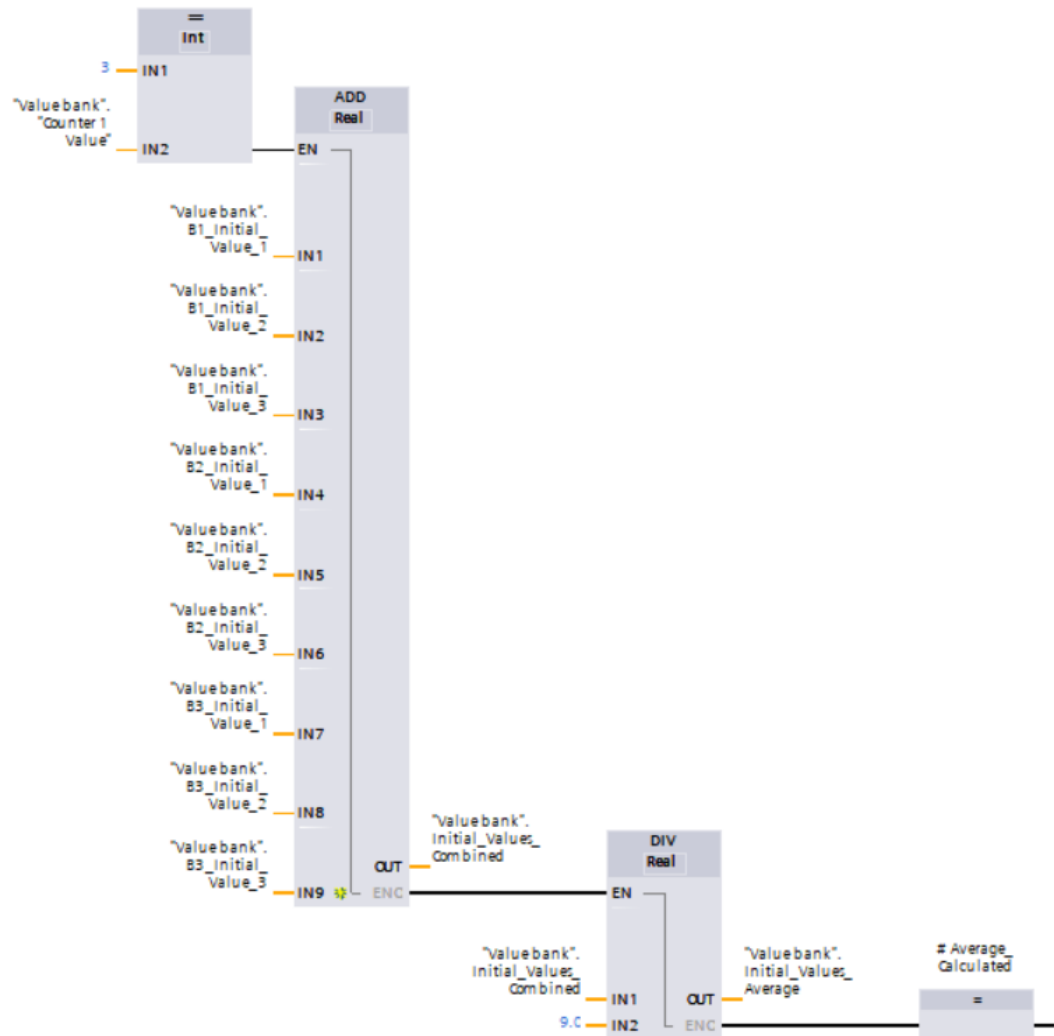 =
Int
3
IN1
"Value bank".
"Counter 1
Value"
IN2
ADD
Real
EN
"Value bank".
B1_Initial_
Value_1
IN1
"Value bank".
B1_Initial_
Value_2
IN2
"Value bank".
B1_Initial_
Value_3
IN3
"Value bank".
B2_Initial_
Value_1
IN4
"Value bank".
B2_Initial_
Value_2
IN5
"Value bank".
B2_Initial_
Value_3
IN6
"Value bank".
B3_Initial_
Value_1
IN7
"Value bank".
B3_Initial_
Value_2
IN8
"Value bank".
B3_Initial_
Value_3
IN9
"Value bank".
Initial_Values_
Combined
OUT
ENC
DIV
Real
EN
"Value bank".
Initial_Values_
Combined
IN1
9.C
IN2
"Value bank".
Initial_Values_
Average
OUT
ENC
# Average_
Calculated
=